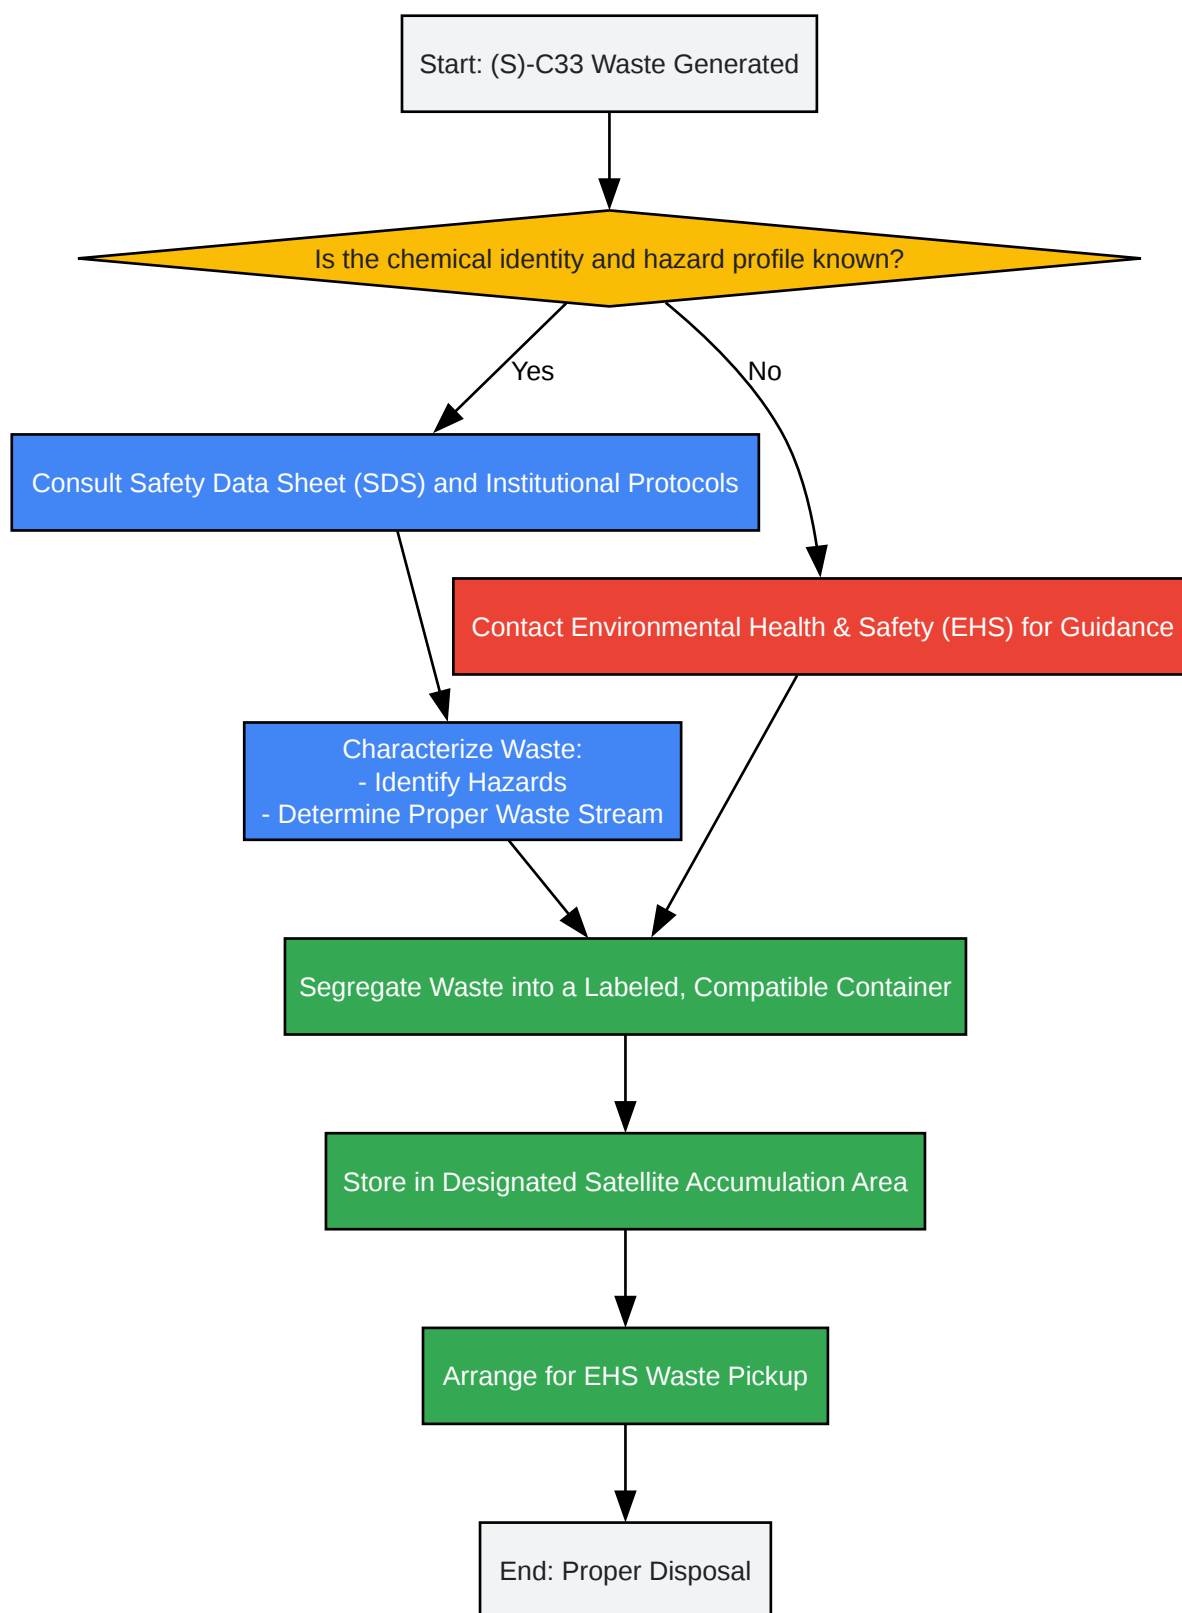 Start: (S)-C33 Waste Generated
Is the chemical identity and hazard profile known?
Yes
No
Consult Safety Data Sheet (SDS) and Institutional Protocols
Contact Environmental Health & Safety (EHS) for Guidance
Characterize Waste:
- Identify Hazards
- Determine Proper Waste Stream
Segregate Waste into a Labeled, Compatible Container
Store in Designated Satellite Accumulation Area
Arrange for EHS Waste Pickup
End: Proper Disposal